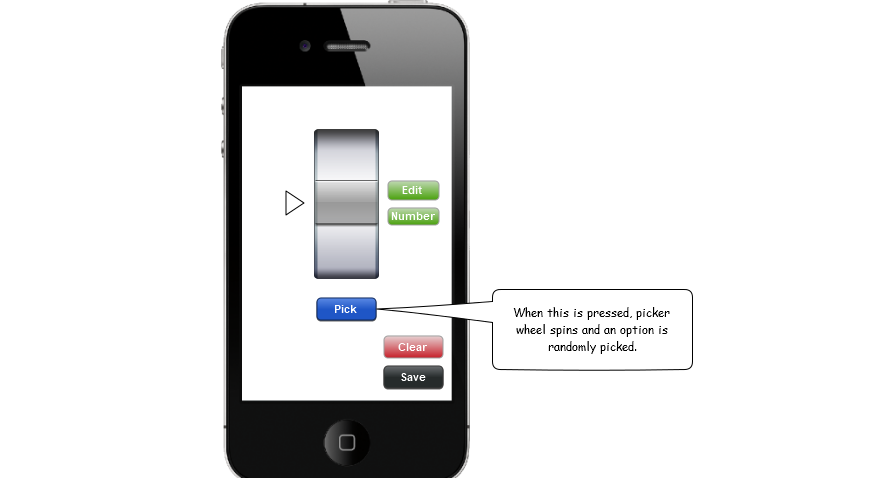 Edit
Number
Pick
When this is pressed, picker
wheel spins and an option is
randomly picked.
Clear
Save